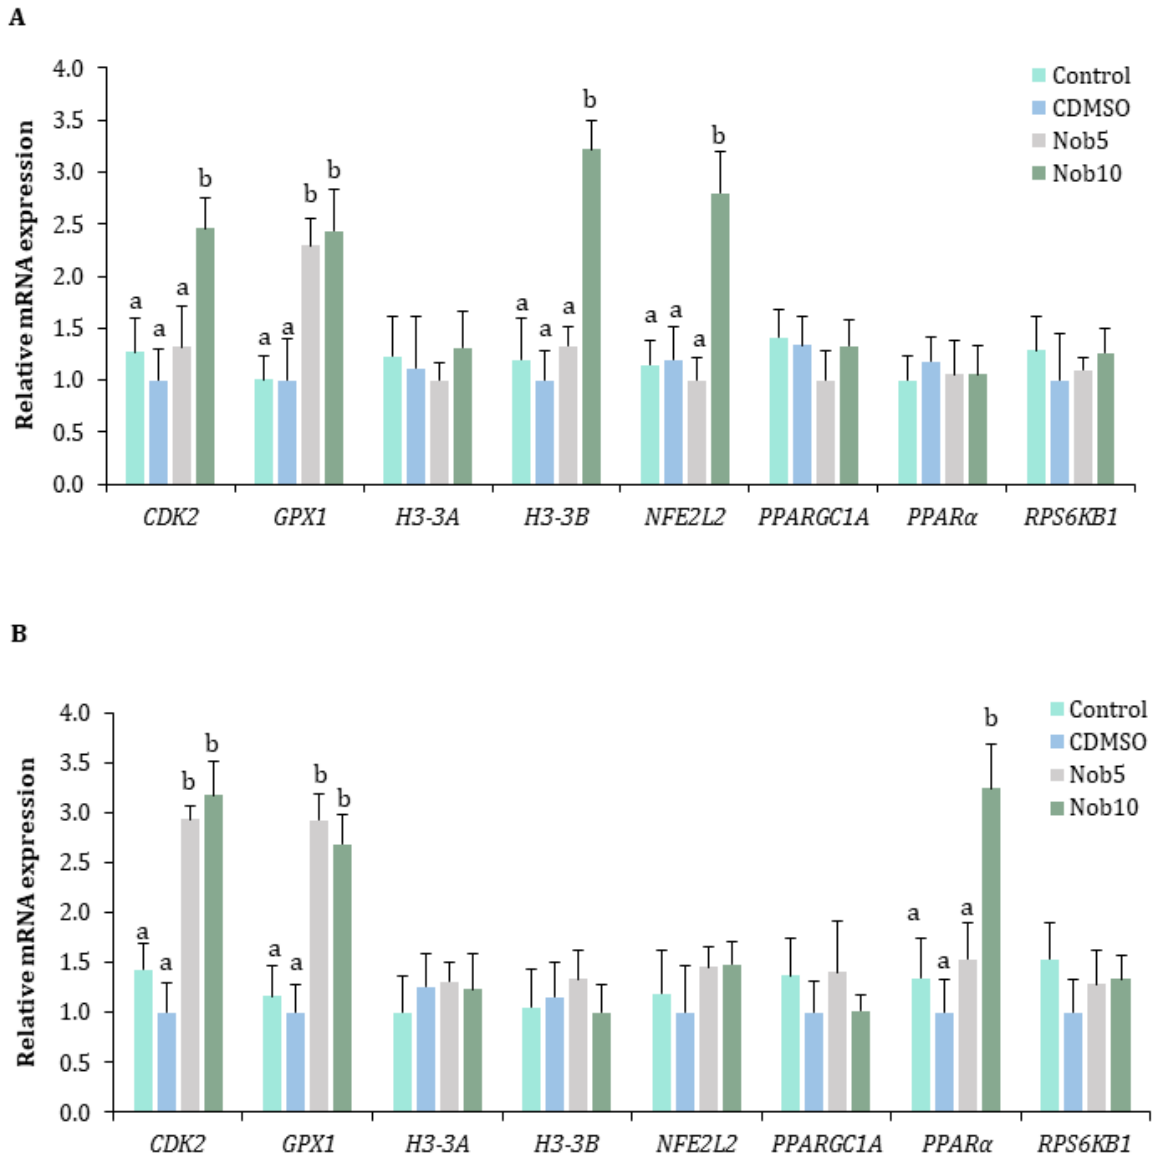 A
Relative mRNA expression
4.0
3.5
3.0
2.5
2.0
1.5
1.0
0.5
0.0
Control
CDMSO
Nob5
Nob10
a a a b
a a b b
a a a b
a a a b
CDK2 GPX1 H3-3A H3-3B NFE2L2 PPARGC1A PPARα RPS6KB1
B
Relative mRNA expression
4.0
3.5
3.0
2.5
2.0
1.5
1.0
0.5
0.0
Control
CDMSO
Nob5
Nob10
a a b b
a a b b
a a a b
CDK2 GPX1 H3-3A H3-3B NFE2L2 PPARGC1A PPARα RPS6KB1